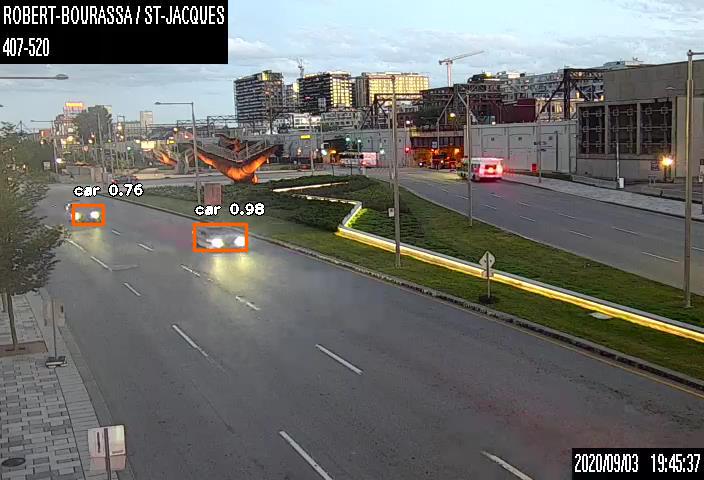 ROBERT-BOURASSA / ST-JACQUES
407-520
car 0.76
car 0.98
2020/09/03 19:45:37